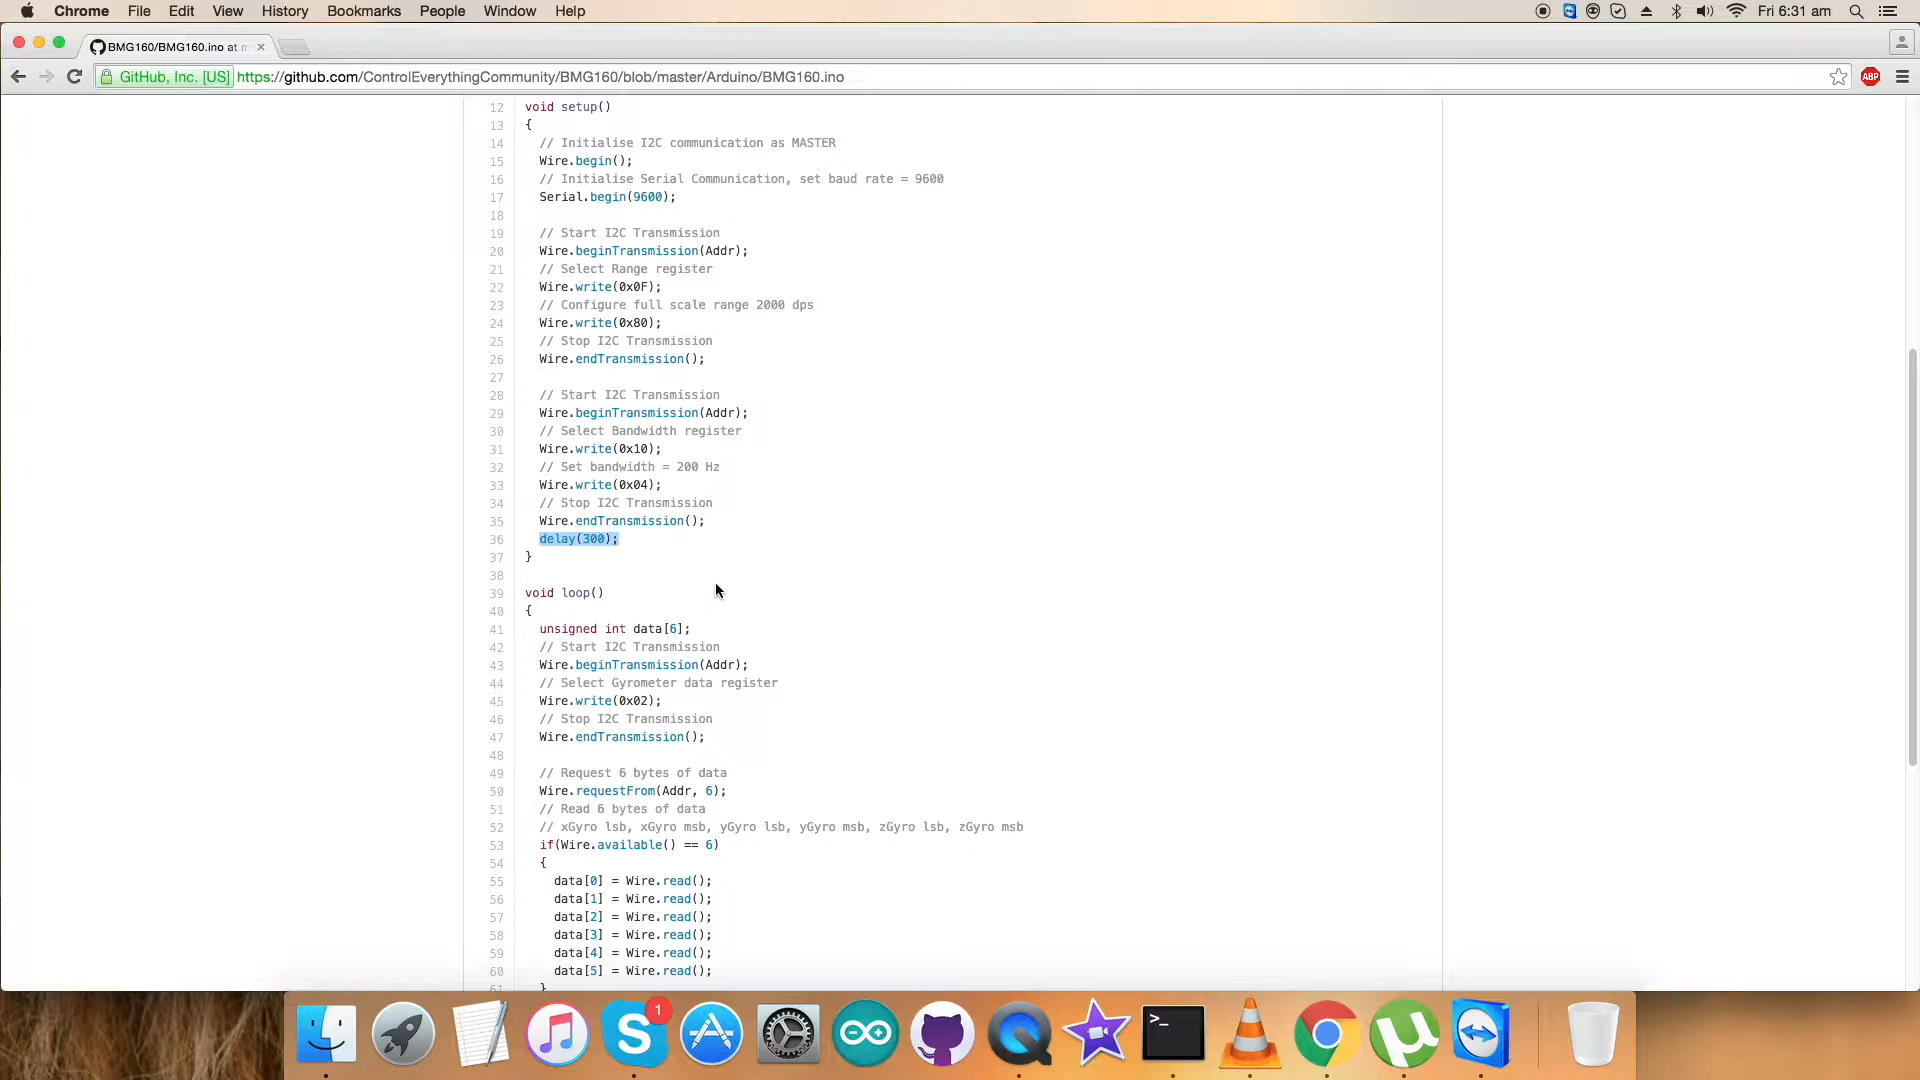 Chrome File Edit View History Bookmarks People Window Help Fri 6:31 am
BMG160/BMG160.ino at m
GitHub, Inc. [US] https://github.com/ControlEverythingCommunity/BMG160/blob/master/Arduino/BMG160.ino ABP
12 void setup()
13 {
14 // Initialise I2C communication as MASTER
15 Wire.begin();
16 // Initialise Serial Communication, set baud rate = 9600
17 Serial.begin(9600);
18
19 // Start I2C Transmission
20 Wire.beginTransmission(Addr);
21 // Select Range register
22 Wire.write(0x0F);
23 // Configure full scale range 2000 dps
24 Wire.write(0x80);
25 // Stop I2C Transmission
26 Wire.endTransmission();
27
28 // Start I2C Transmission
29 Wire.beginTransmission(Addr);
30 // Select Bandwidth register
31 Wire.write(0x10);
32 // Set bandwidth = 200 Hz
33 Wire.write(0x04);
34 // Stop I2C Transmission
35 Wire.endTransmission();
36 delay(300);
37 }
38
39 void loop()
40 {
41 unsigned int data[6];
42 // Start I2C Transmission
43 Wire.beginTransmission(Addr);
44 // Select Gyrometer data register
45 Wire.write(0x02);
46 // Stop I2C Transmission
47 Wire.endTransmission();
48
49 // Request 6 bytes of data
50 Wire.requestFrom(Addr, 6);
51 // Read 6 bytes of data
52 // xGyro lsb, xGyro msb, yGyro lsb, yGyro msb, zGyro lsb, zGyro msb
53 if(Wire.available() == 6)
54 {
55 data[0] = Wire.read();
56 data[1] = Wire.read();
57 data[2] = Wire.read();
58 data[3] = Wire.read();
59 data[4] = Wire.read();
60 data[5] = Wire.read();
61 }
S 1 >_ µ